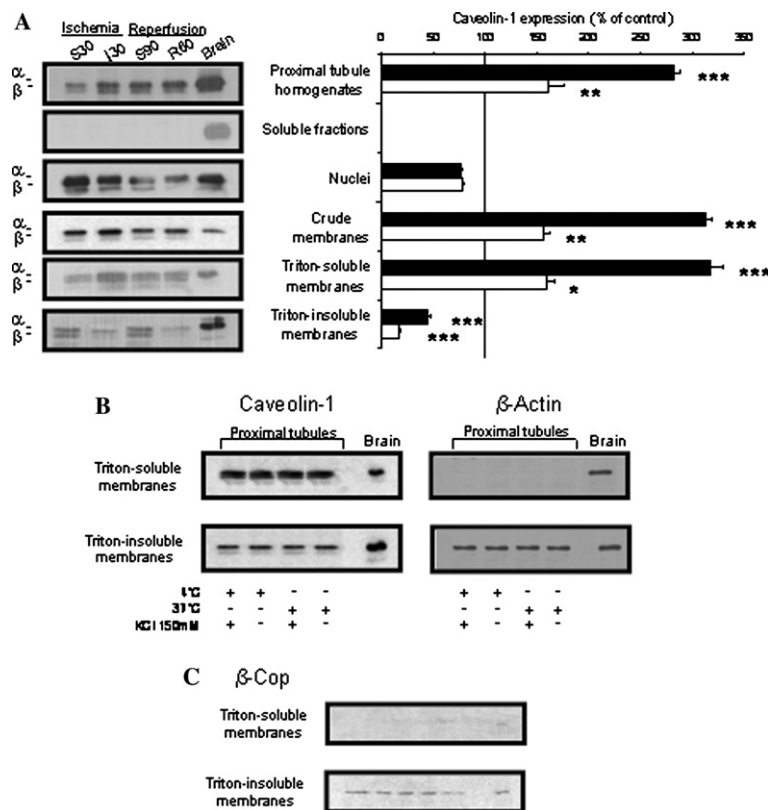 A
Ischemia Reperfusion
S30 I30 S90 R60 Brain
α-
β-
α-
β-
α-
β-
α-
β-
α-
β-
Caveolin-1 expression (% of control)
0 50 100 150 200 250 300 350
Proximal tubule
homogenates
***
**
Soluble fractions
Nuclei
Crude
membranes
***
**
Triton-soluble
membranes
***
*
Triton-insoluble
membranes
***
***
B
Caveolin-1
β-Actin
Proximal tubules Brain
Proximal tubules Brain
Triton-soluble
membranes
Triton-insoluble
membranes
4°C + + - - + + - -
37°C - - + + - - + +
KCl 150mM + - + - + - + -
C β-Cop
Triton-soluble
membranes
Triton-insoluble
membranes